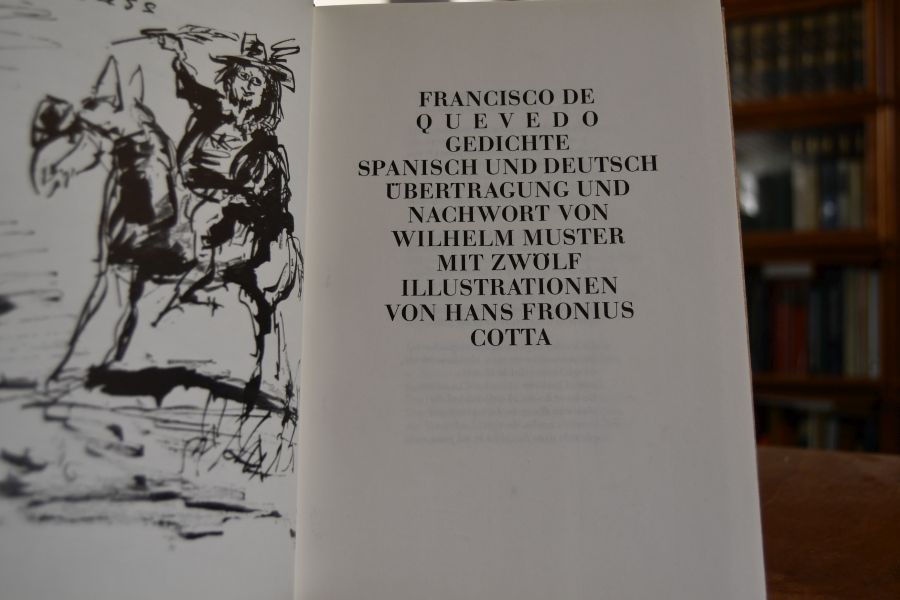 FRANCISCO DE
QUEVEDO
GEDICHTE
SPANISCH UND DEUTSCH
ÜBERTRAGUNG UND
NACHWORT VON
WILHELM MUSTER
MIT ZWÖLF
ILLUSTRATIONEN
VON HANS FRONIUS
COTTA